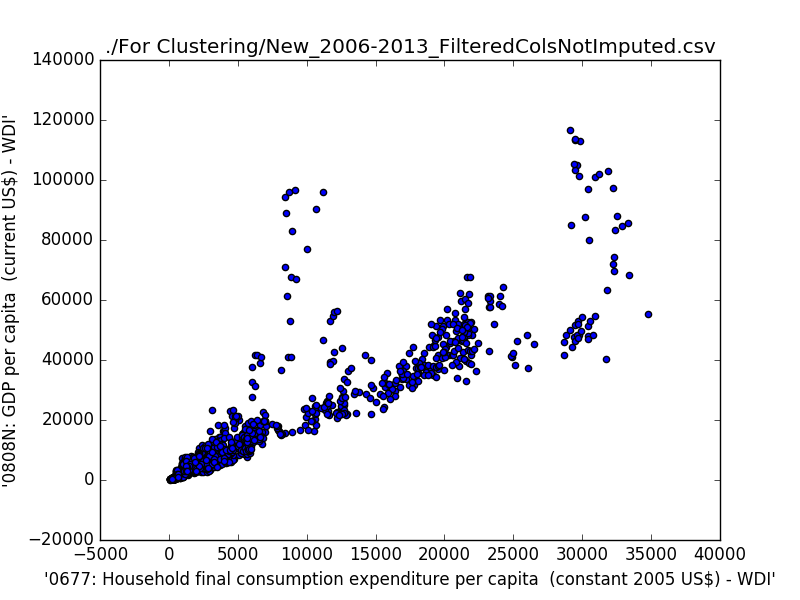 ./For Clustering/New_2006-2013_FilteredColsNotImputed.csv
140000
120000
100000
80000
60000
40000
20000
0
−20000
'0808N: GDP per capita  (current US$) - WDI'
−5000 0 5000 10000 15000 20000 25000 30000 35000 40000
'0677: Household final consumption expenditure per capita  (constant 2005 US$) - WDI'